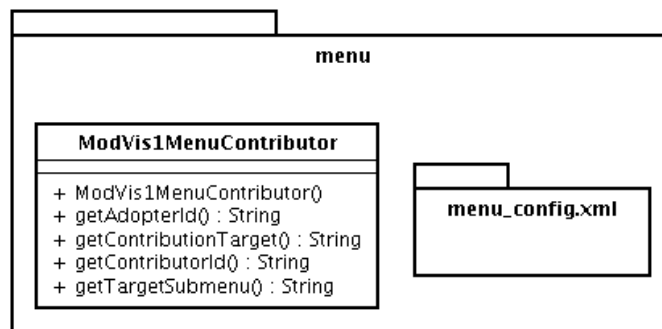 menu
ModVis1MenuContributor
+ ModVis1MenuContributor()
+ getAdopterId() : String
+ getContributionTarget() : String
+ getContributorId() : String
+ getTargetSubmenu() : String
menu_config.xml